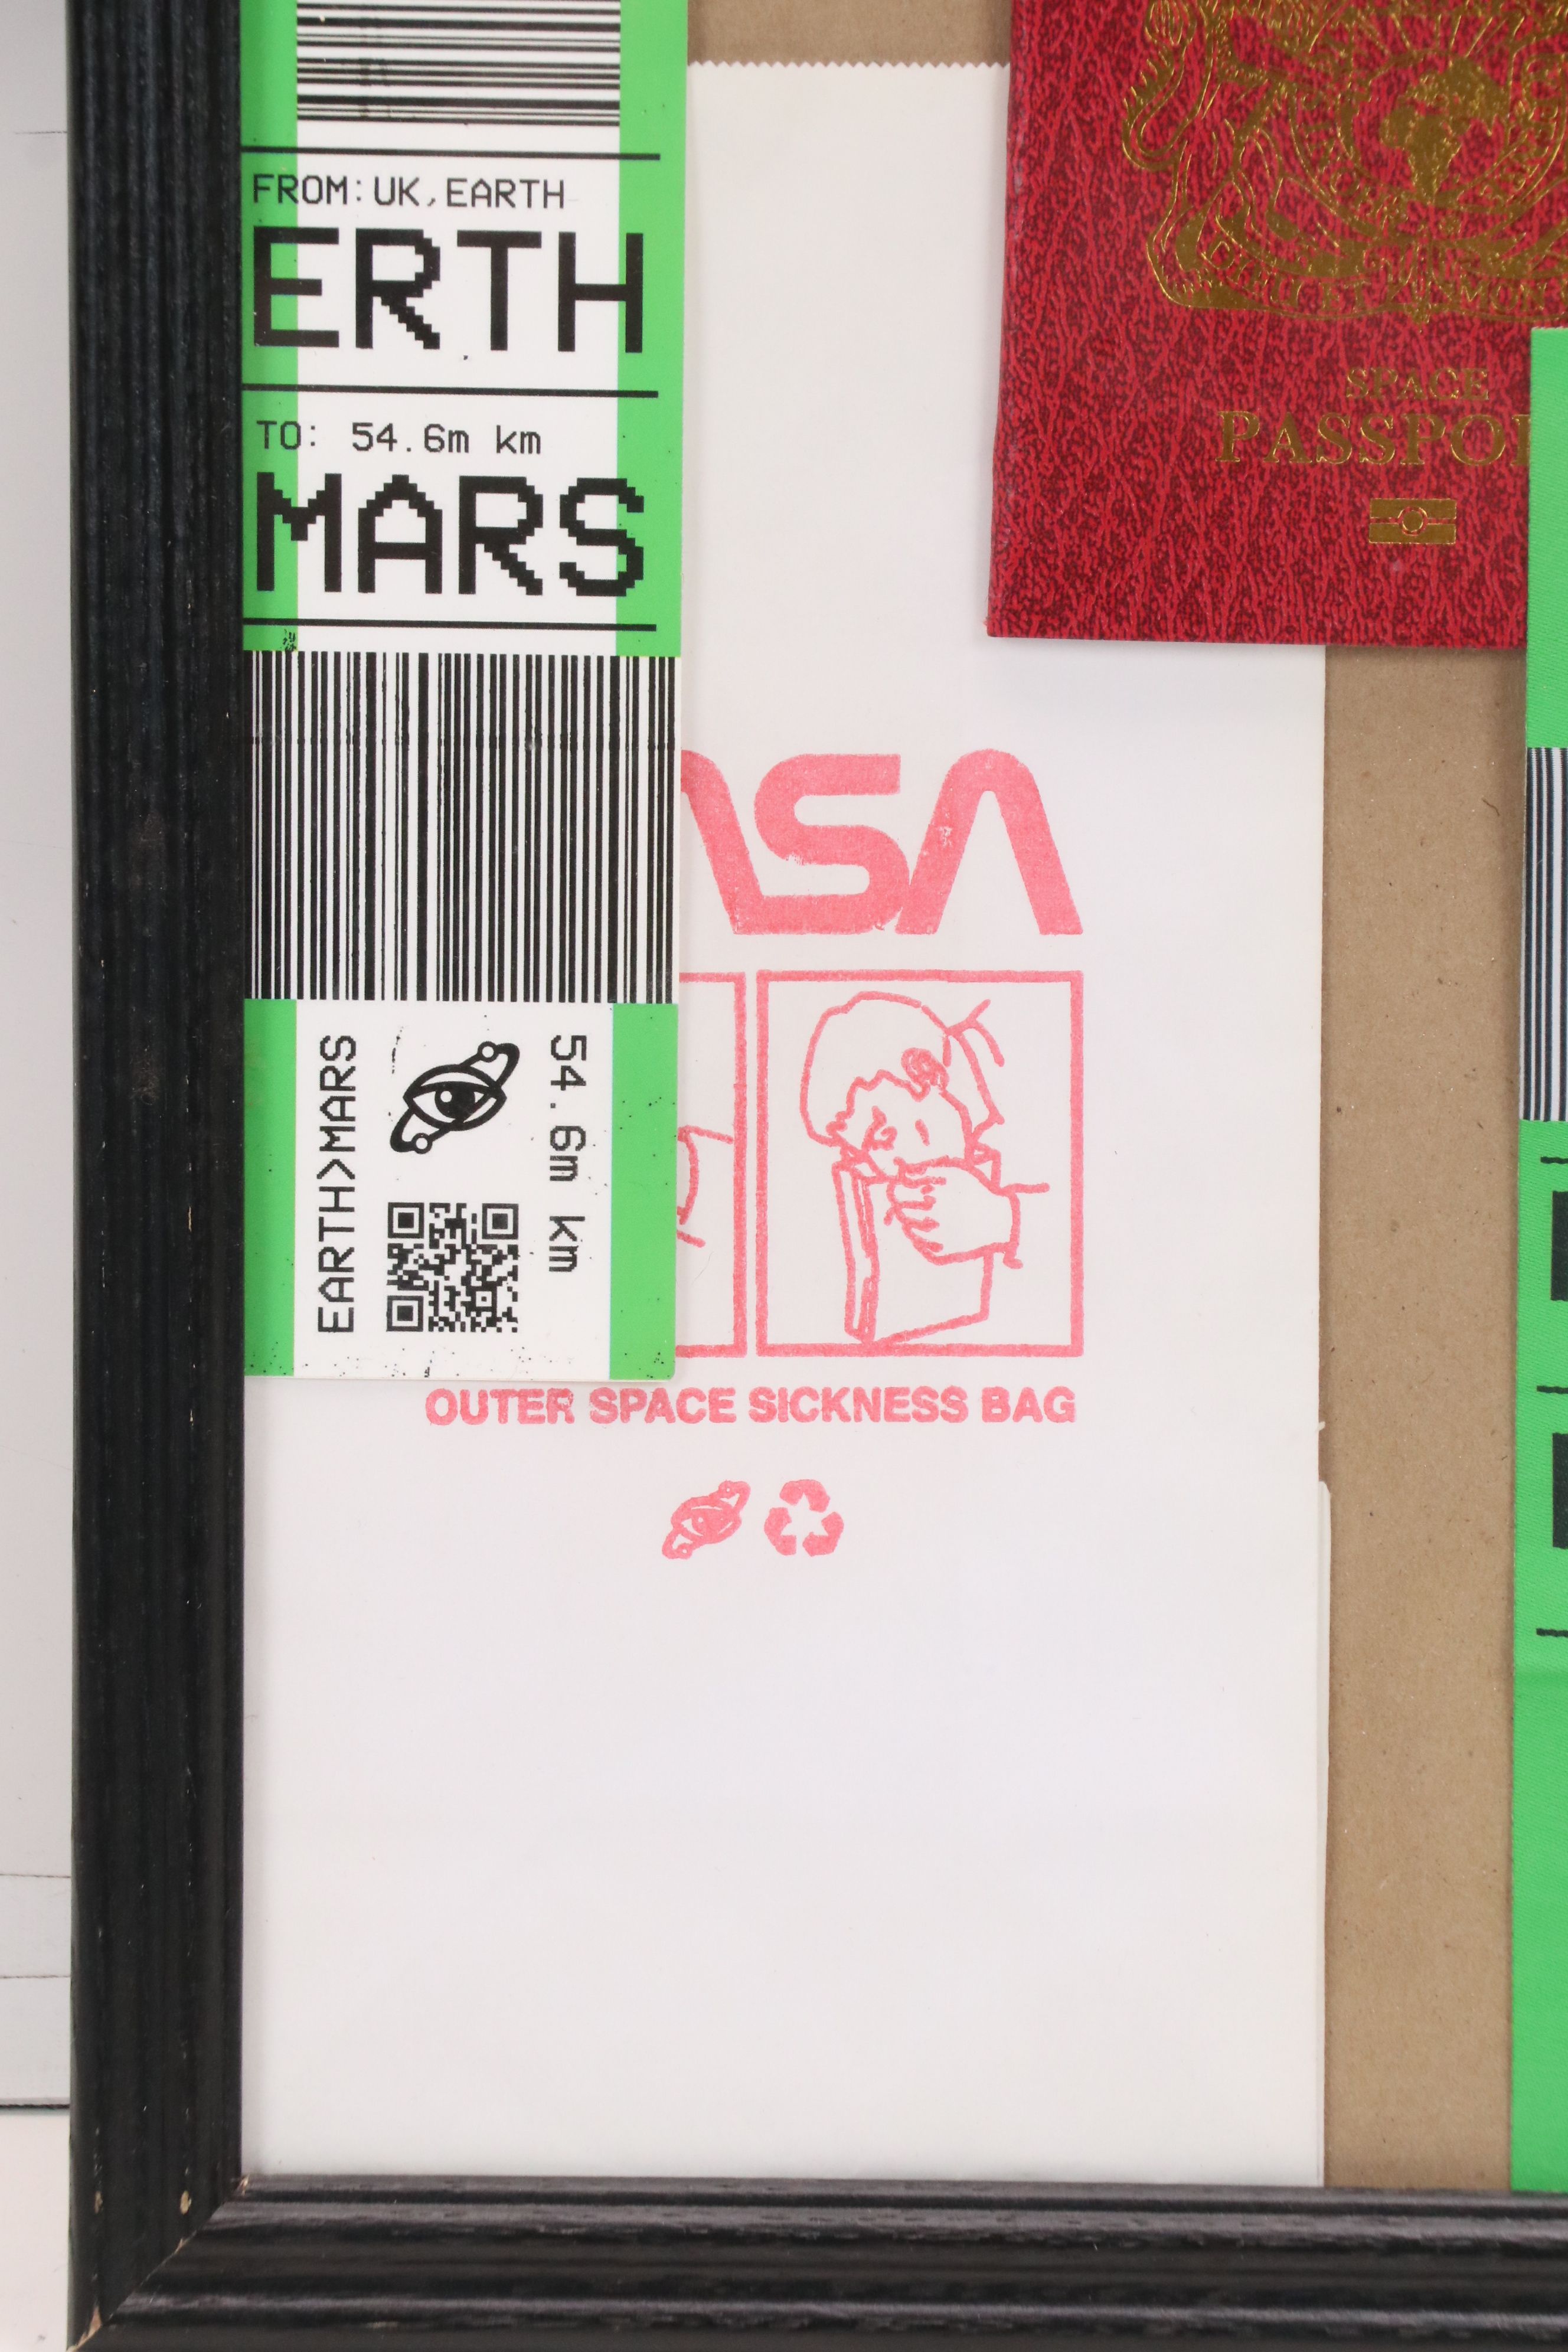 FROM: UK, EARTH
ERTH
TO: 54.6m km
MARS
EARTH>MARS
54.6m km
ASA
OUTER SPACE SICKNESS BAG
SPACE
PASSPO